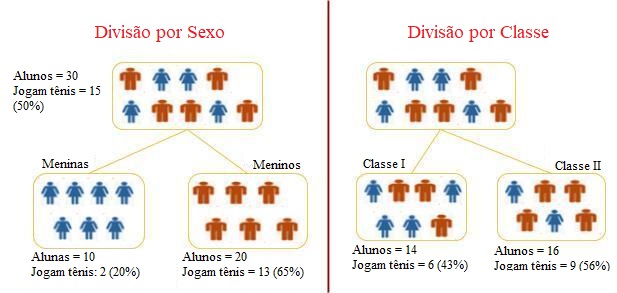 Divisão por Sexo
Alunos = 30
Jogam tênis = 15
(50%)
Meninas
Meninos
Alunas = 10
Jogam tênis: 2 (20%)
Alunos = 20
Jogam tênis = 13 (65%)
Divisão por Classe
Classe I
Classe II
Alunos = 14
Jogam tênis = 6 (43%)
Alunos = 16
Jogam tênis = 9 (56%)